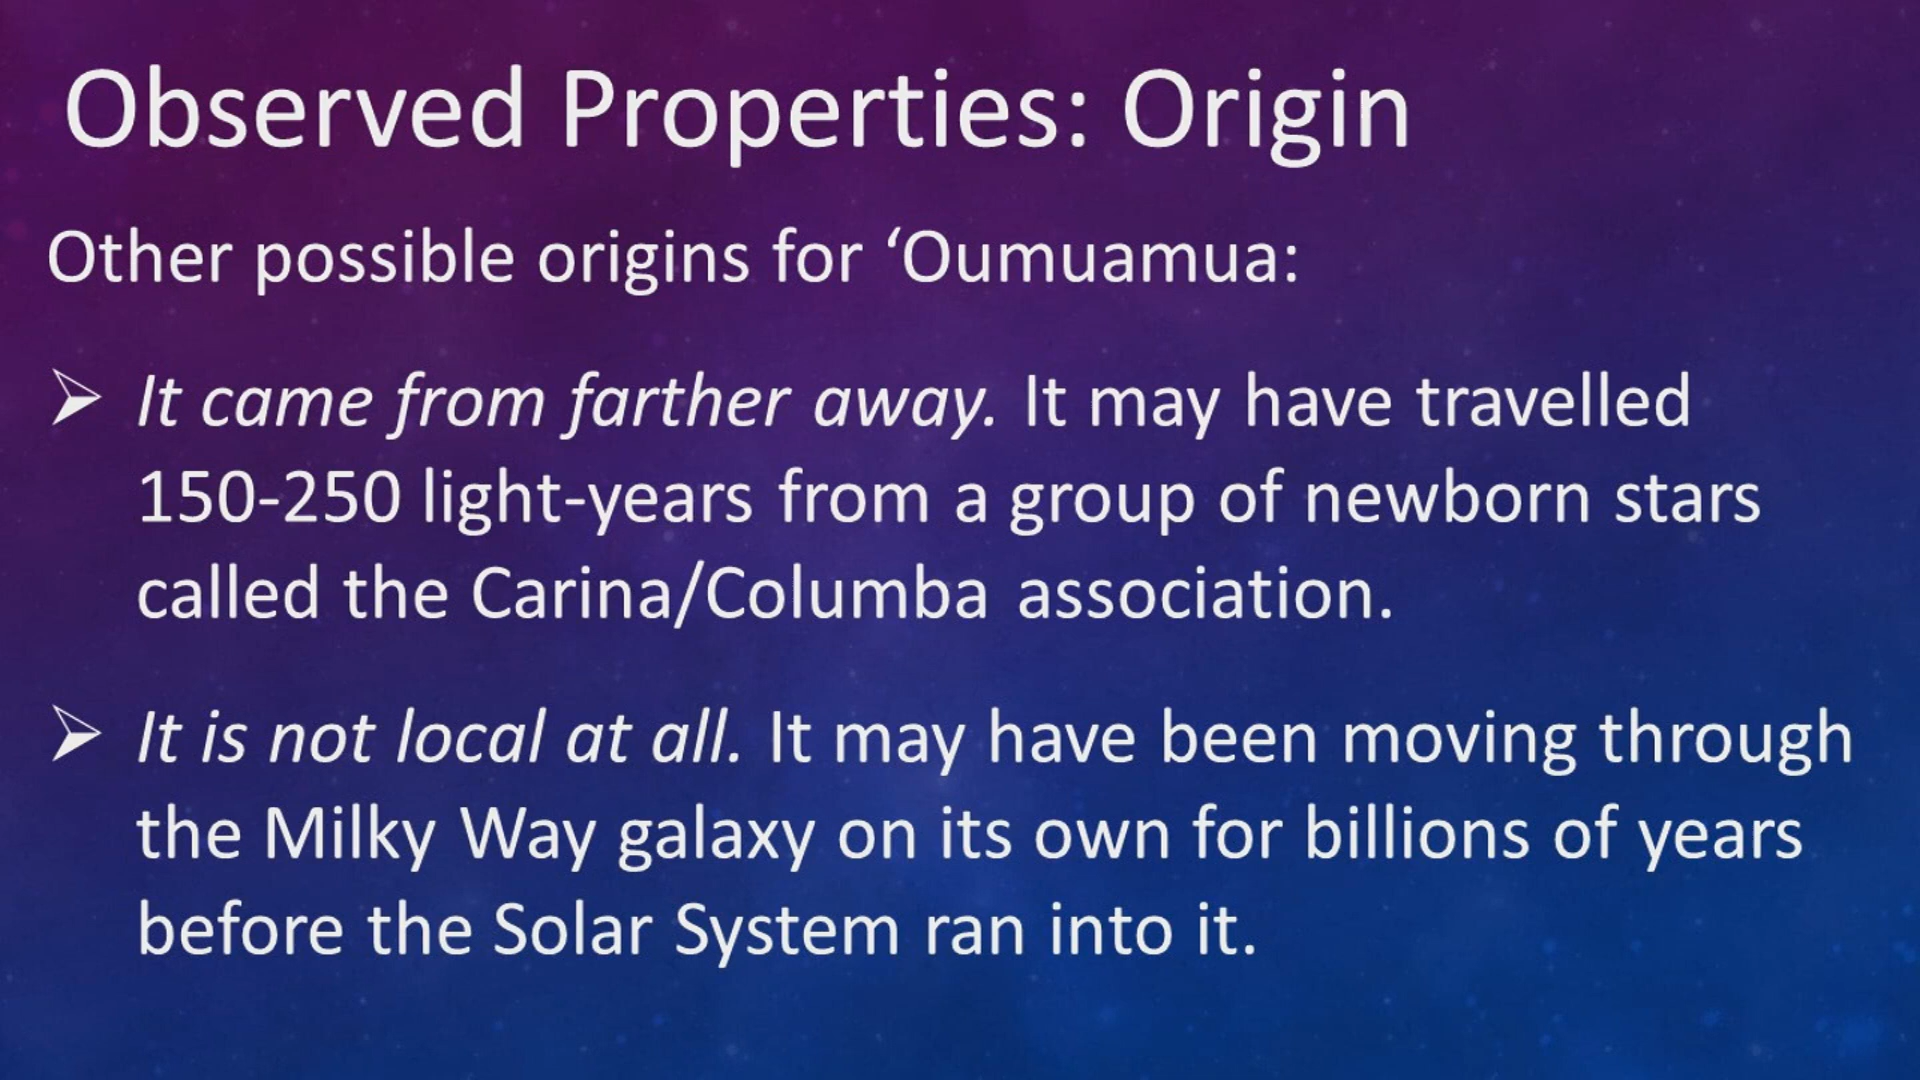 Observed Properties: Origin
Other possible origins for ‘Oumuamua:
➢ It came from farther away. It may have travelled
150-250 light-years from a group of newborn stars
called the Carina/Columba association.
➢ It is not local at all. It may have been moving through
the Milky Way galaxy on its own for billions of years
before the Solar System ran into it.